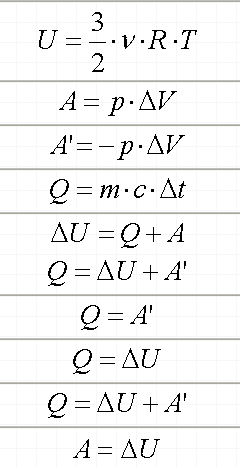 U = 3/2 · ν · R · T
A = p · ΔV
A' = −p · ΔV
Q = m · c · Δt
ΔU = Q + A
Q = ΔU + A'
Q = A'
Q = ΔU
Q = ΔU + A'
A = ΔU